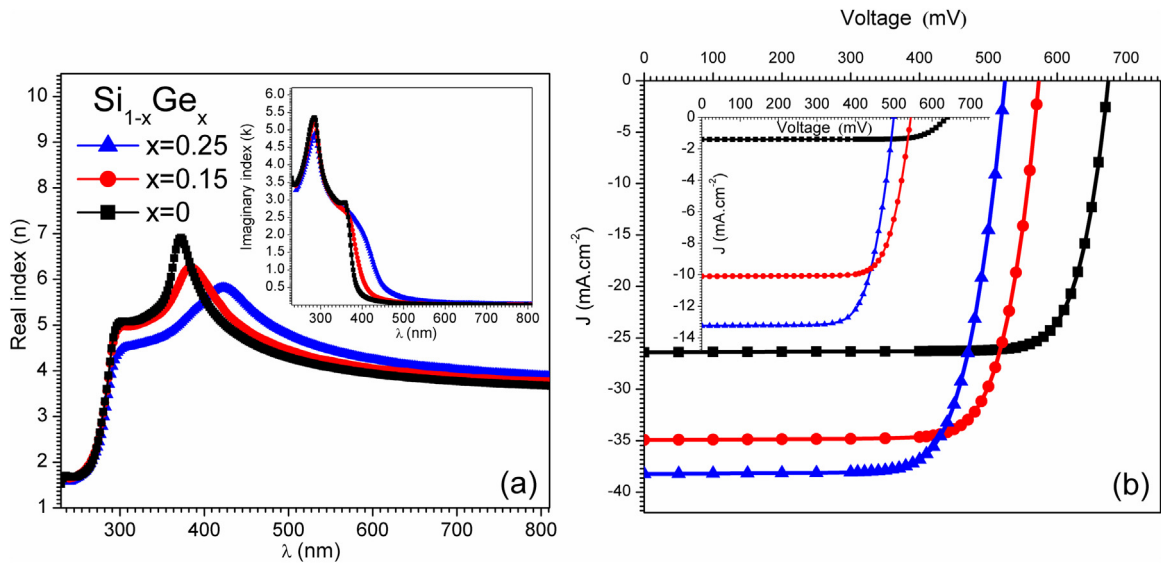 Si1-xGex
x=0.25
x=0.15
x=0
Real index (n)
10
9
8
7
6
5
4
3
2
1
300 400 500 600 700 800
λ (nm)
(a)
Imaginary index (k)
6.0
5.5
5.0
4.5
4.0
3.5
3.0
2.5
2.0
1.5
1.0
0.5
300 400 500 600 700 800
λ (nm)
Voltage (mV)
0 100 200 300 400 500 600 700
J (mA.cm-2)
0
-5
-10
-15
-20
-25
-30
-35
-40
(b)
0 100 200 300 400 500 600 700
Voltage (mV)
J (mA.cm-2)
0
-2
-4
-6
-8
-10
-12
-14